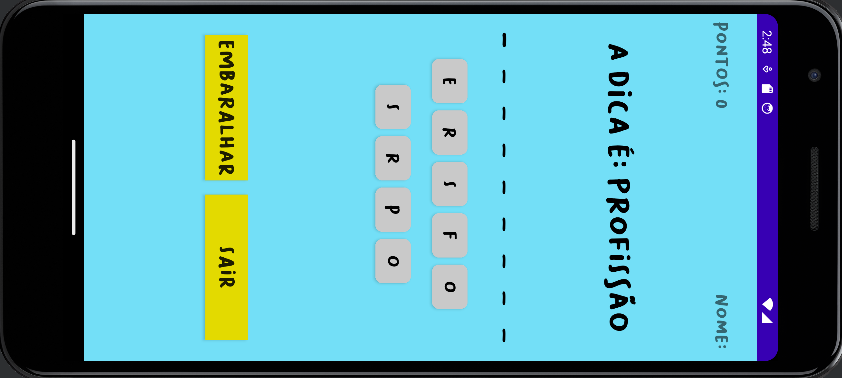 2:48
PONTOS: 0 NOME:
A DICA É: PROFISSÃO
E R S F O
S R P O
EMBARALHAR SAIR